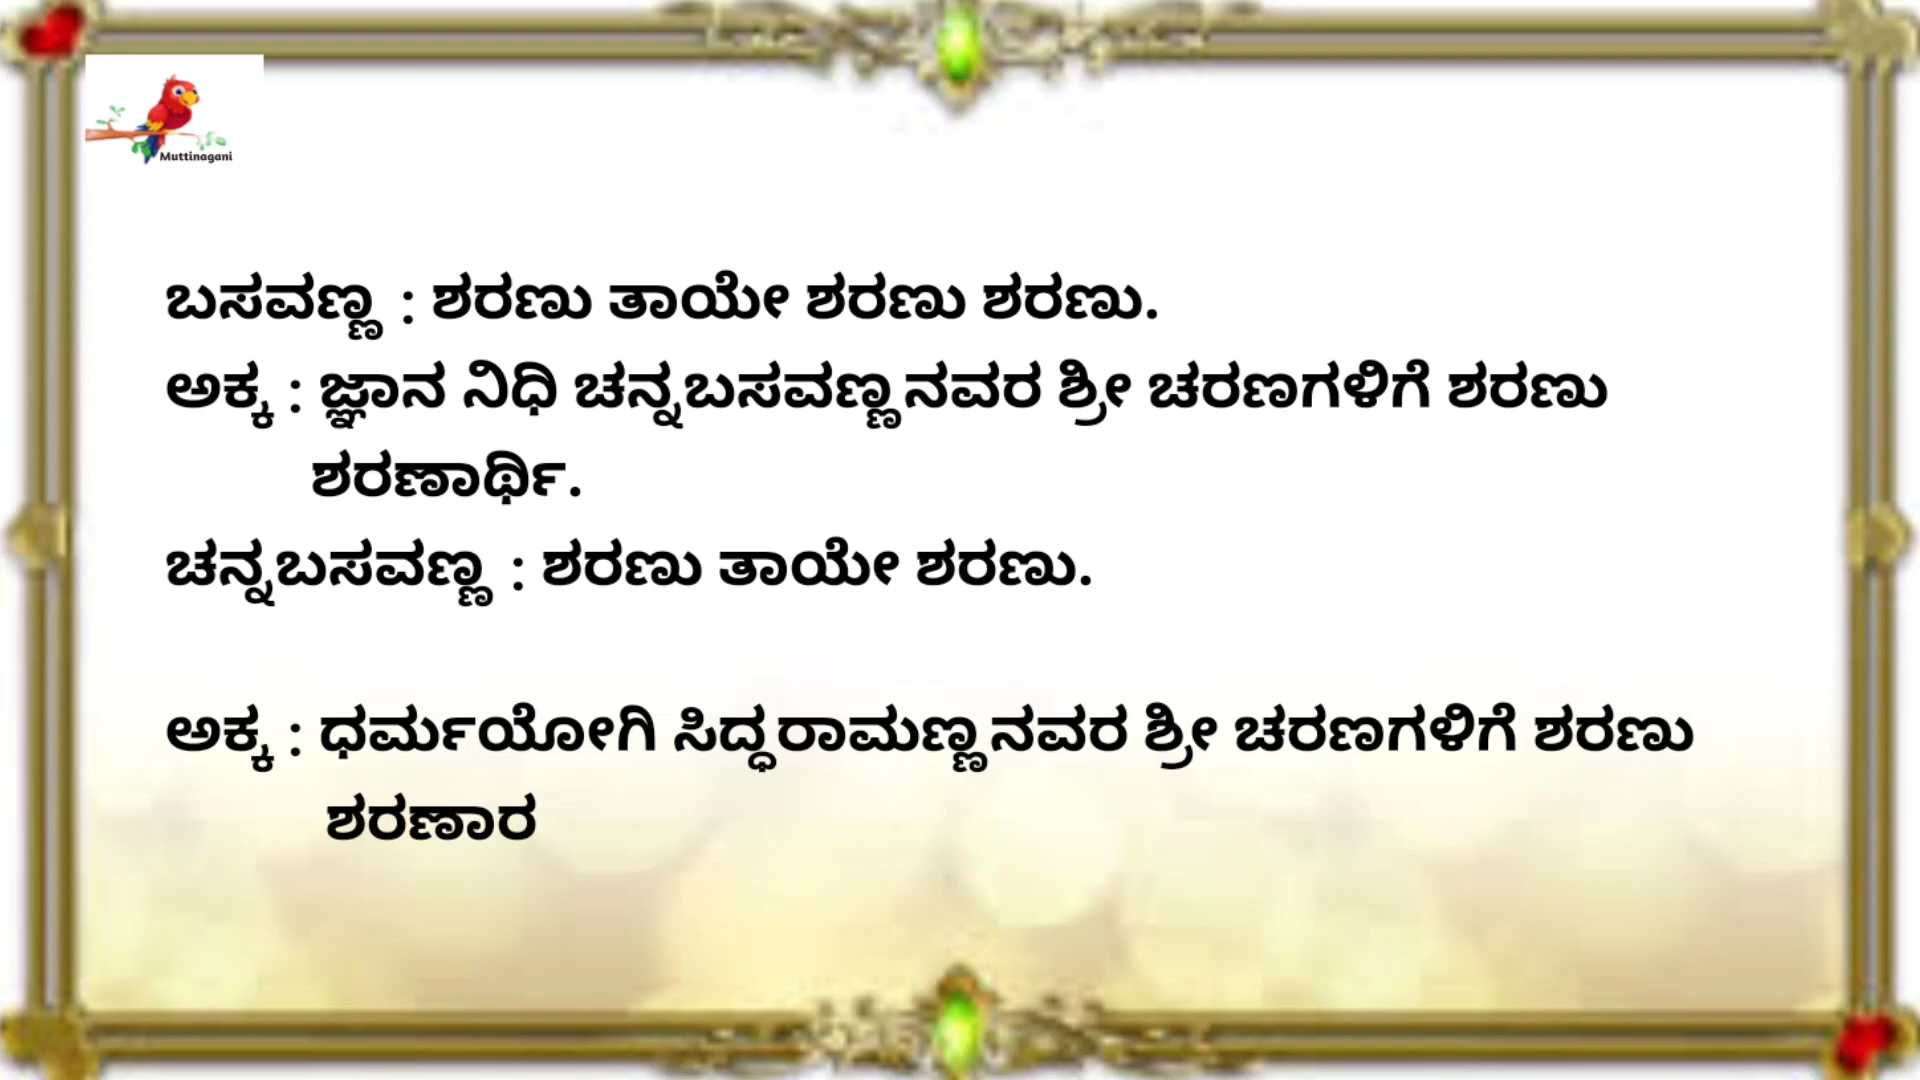 Muttinagani
ಬಸವಣ್ಣ : ಶರಣು ತಾಯೇ ಶರಣು ಶರಣು.
ಅಕ್ಕ : ಜ್ಞಾನ ನಿಧಿ ಚನ್ನಬಸವಣ್ಣನವರ ಶ್ರೀ ಚರಣಗಳಿಗೆ ಶರಣು
ಶರಣಾರ್ಥಿ.
ಚನ್ನಬಸವಣ್ಣ : ಶರಣು ತಾಯೇ ಶರಣು.
ಅಕ್ಕ : ಧರ್ಮಯೋಗಿ ಸಿದ್ಧರಾಮಣ್ಣನವರ ಶ್ರೀ ಚರಣಗಳಿಗೆ ಶರಣು
ಶರಣಾರ